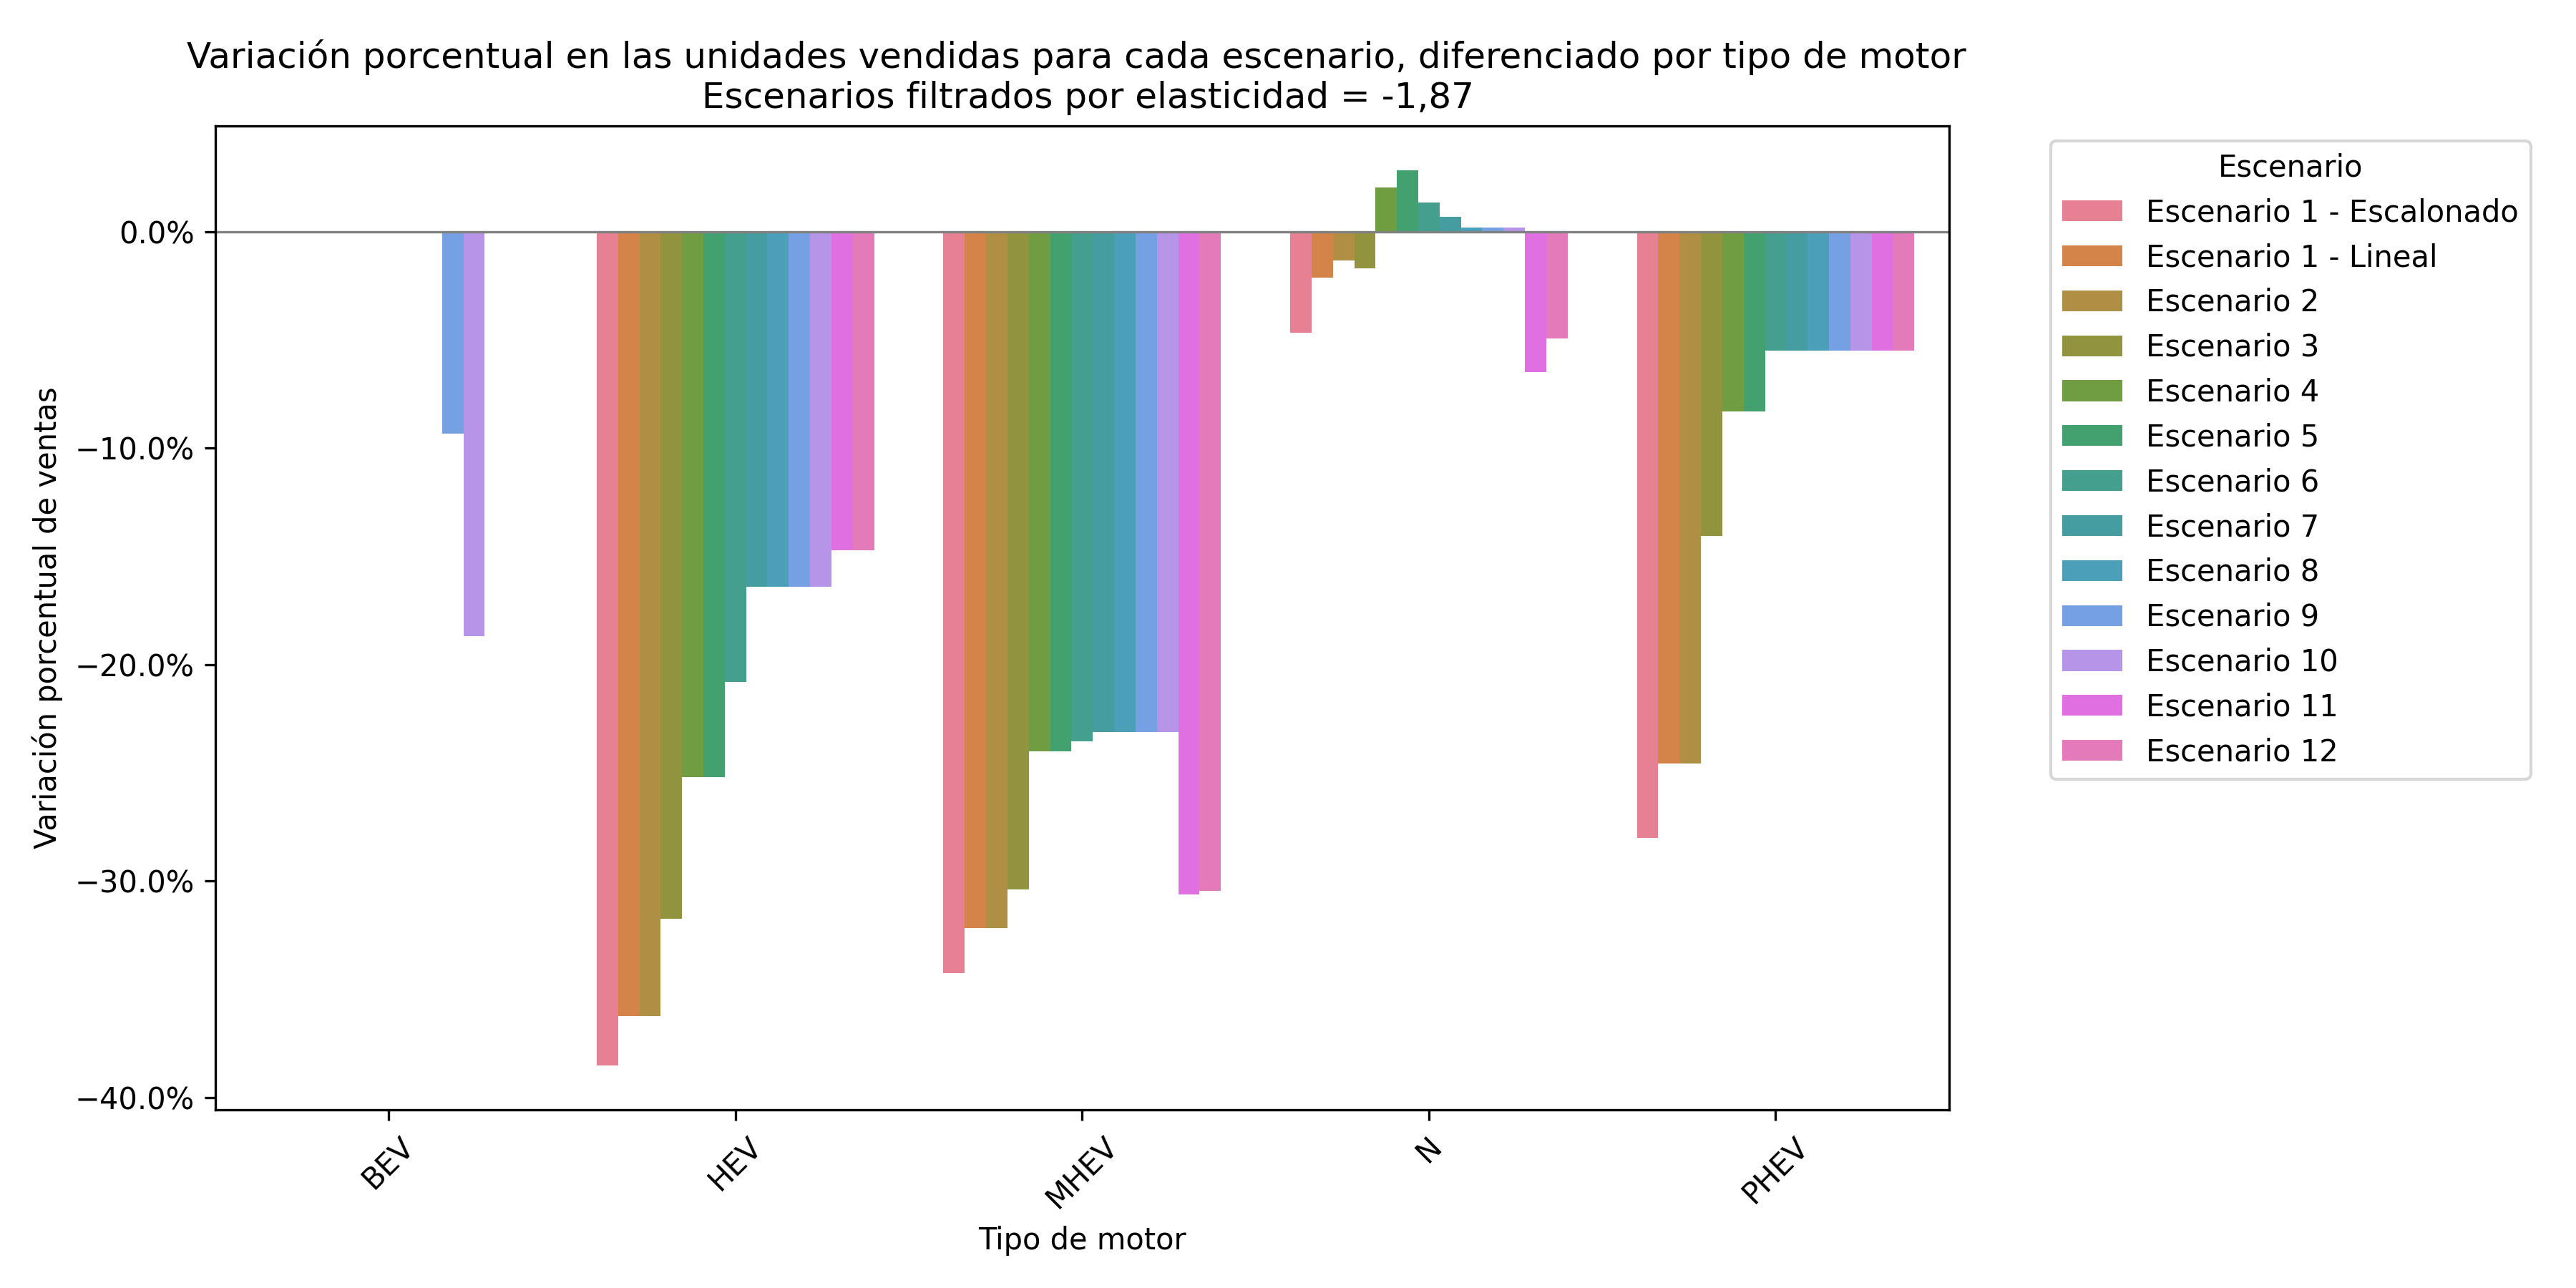 Variación porcentual en las unidades vendidas para cada escenario, diferenciado por tipo de motor
Escenarios filtrados por elasticidad = -1,87
Variación porcentual de ventas
0.0%
−10.0%
−20.0%
−30.0%
−40.0%
BEV
HEV
MHEV
N
PHEV
Tipo de motor
Escenario
Escenario 1 - Escalonado
Escenario 1 - Lineal
Escenario 2
Escenario 3
Escenario 4
Escenario 5
Escenario 6
Escenario 7
Escenario 8
Escenario 9
Escenario 10
Escenario 11
Escenario 12